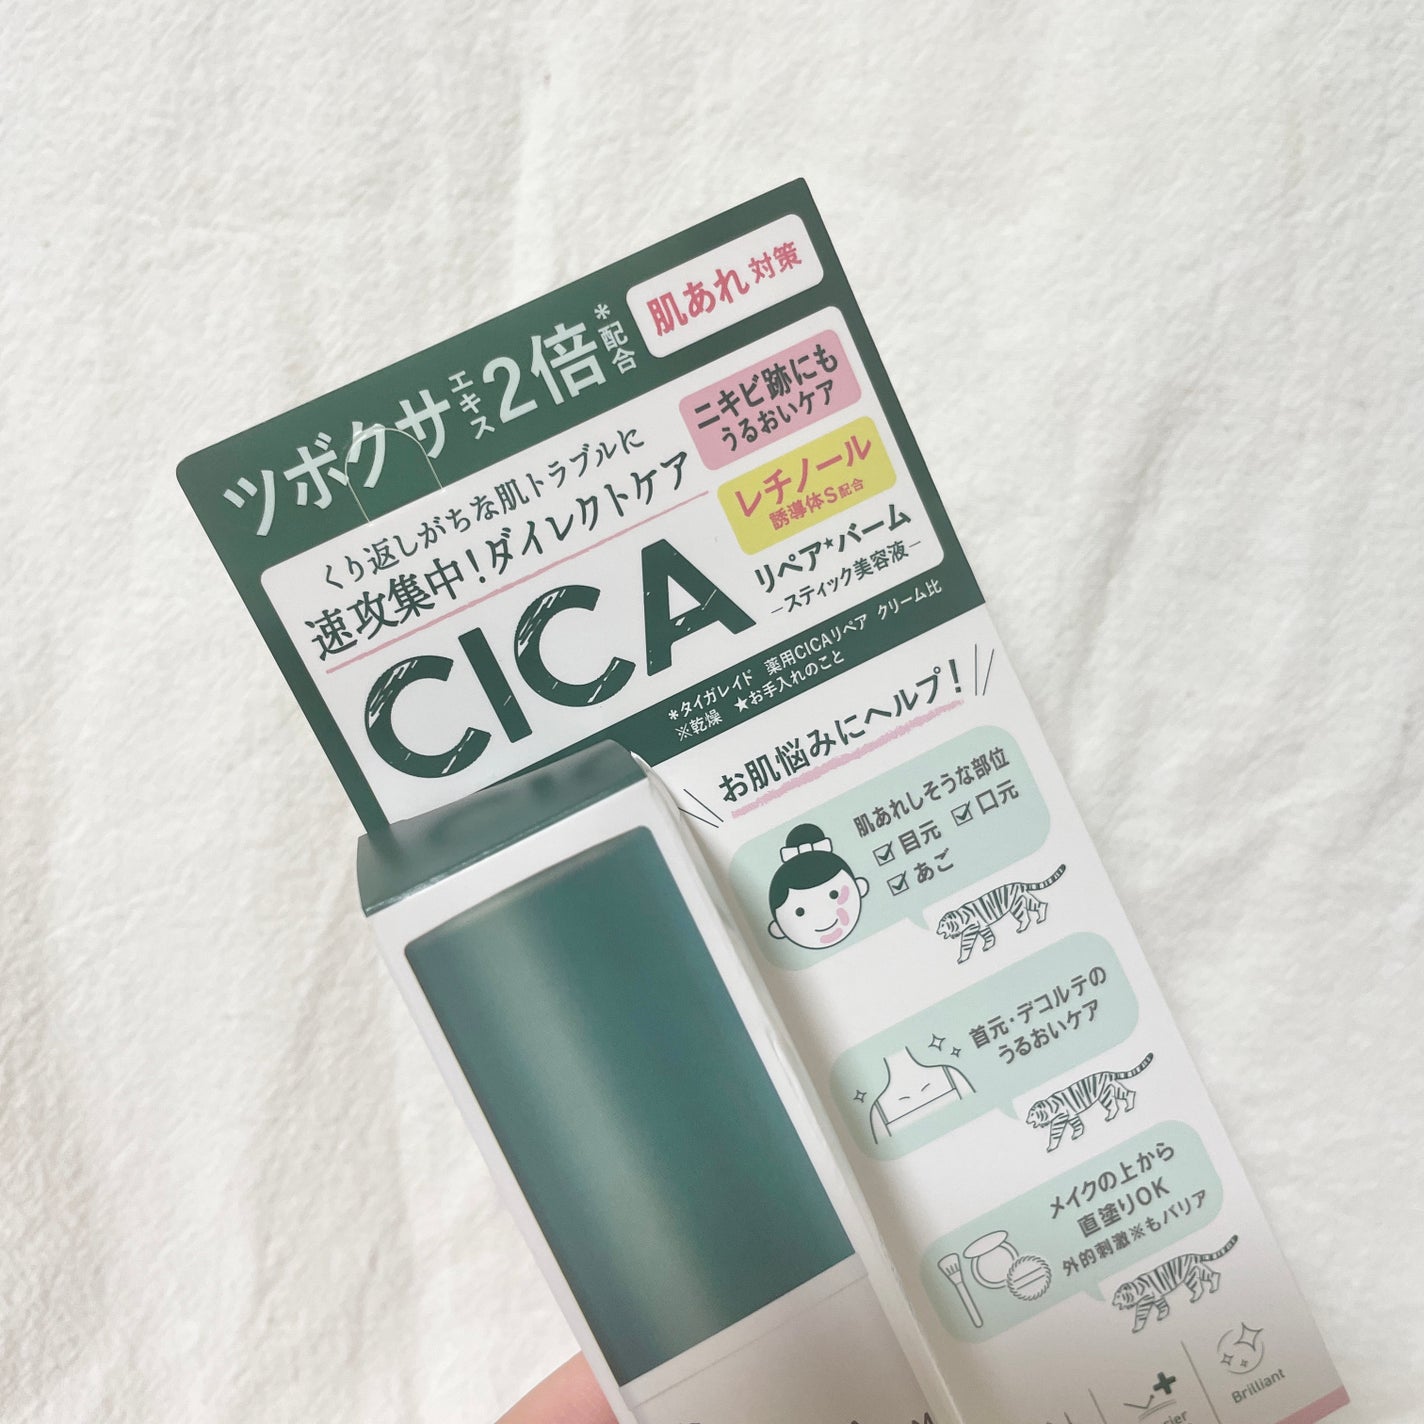 ツボクサエキス2倍*配合
肌あれ対策
くり返しがちな肌トラブルに
速攻集中!ダイレクトケア
CICA
ニキビ跡にも
うるおいケア
レチノール
誘導体S配合
リペア★バーム
−スティック美容液−
*タイガレイド 薬用CICAリペア クリーム比
※乾燥 ★お手入れのこと
お肌悩みにヘルプ!
肌あれしそうな部位
☑目元 ☑口元
☑あご
首元・デコルテの
うるおいケア
メイクの上から
直塗りOK
外的刺激※もバリア
Brilliant